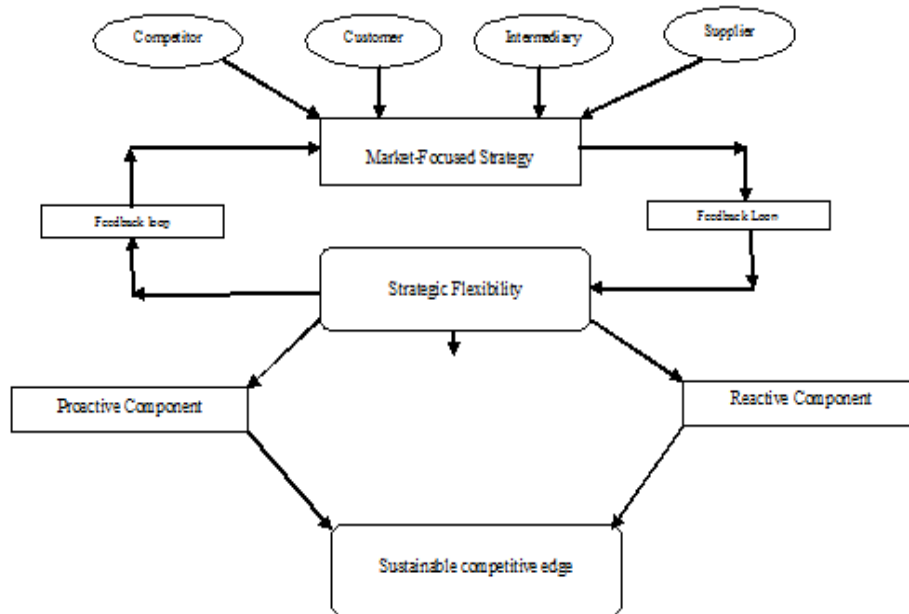 Competitor
Customer
Intermediary
Supplier
Market-Focused Strategy
Feedback loop
Feedback Loop
Strategic Flexibility
Proactive Component
Reactive Component
Sustainable competitive edge